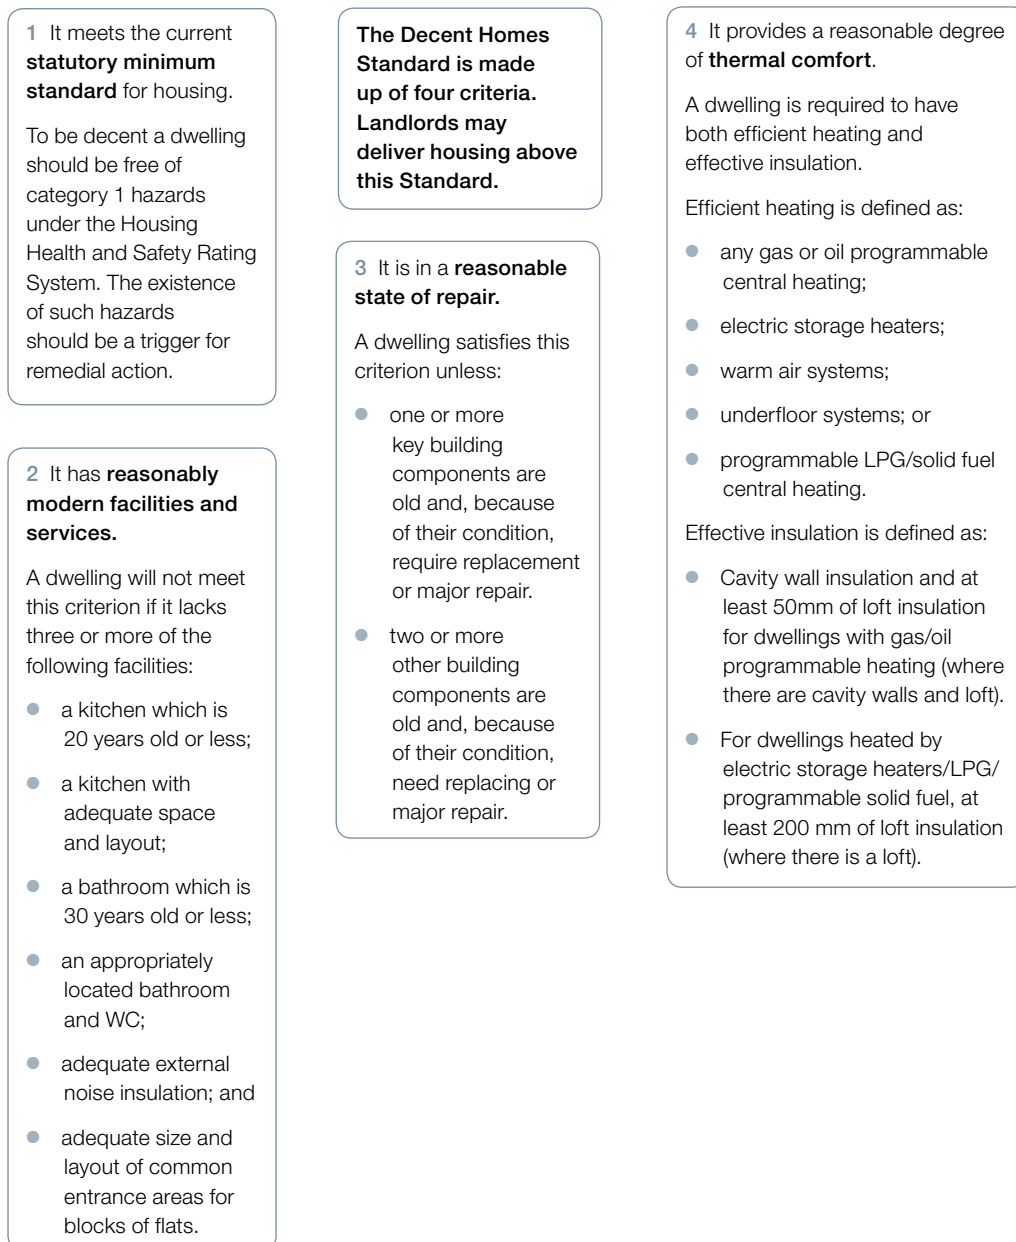 1 It meets the current
statutory minimum
standard for housing.
To be decent a dwelling
should be free of
category 1 hazards
under the Housing
Health and Safety Rating
System. The existence
of such hazards
should be a trigger for
remedial action.
2 It has reasonably
modern facilities and
services.
A dwelling will not meet
this criterion if it lacks
three or more of the
following facilities:
● a kitchen which is
20 years old or less;
● a kitchen with
adequate space
and layout;
● a bathroom which is
30 years old or less;
● an appropriately
located bathroom
and WC;
● adequate external
noise insulation; and
● adequate size and
layout of common
entrance areas for
blocks of flats.
The Decent Homes
Standard is made
up of four criteria.
Landlords may
deliver housing above
this Standard.
3 It is in a reasonable
state of repair.
A dwelling satisfies this
criterion unless:
● one or more
key building
components are
old and, because
of their condition,
require replacement
or major repair.
● two or more
other building
components are
old and, because
of their condition,
need replacing or
major repair.
4 It provides a reasonable degree
of thermal comfort.
A dwelling is required to have
both efficient heating and
effective insulation.
Efficient heating is defined as:
● any gas or oil programmable
central heating;
● electric storage heaters;
● warm air systems;
● underfloor systems; or
● programmable LPG/solid fuel
central heating.
Effective insulation is defined as:
● Cavity wall insulation and at
least 50mm of loft insulation
for dwellings with gas/oil
programmable heating (where
there are cavity walls and loft).
● For dwellings heated by
electric storage heaters/LPG/
programmable solid fuel, at
least 200 mm of loft insulation
(where there is a loft).